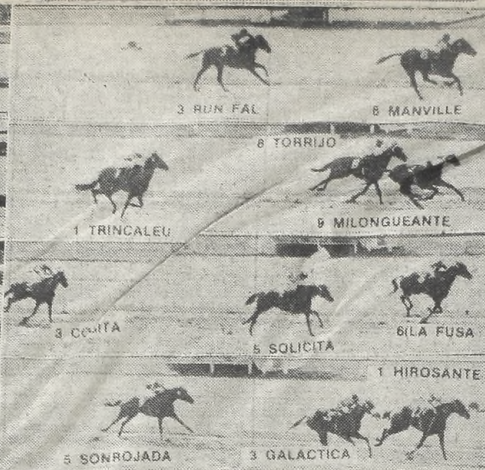 3 RUN FAL
6 MANVILLE
8 TORRIJO
1 TRINCALEU
9 MILONGUEANTE
3
5 SOLICITA
6 LA FUSA
1 HIROSANTE
5 SONROJADA
3 GALACTICA